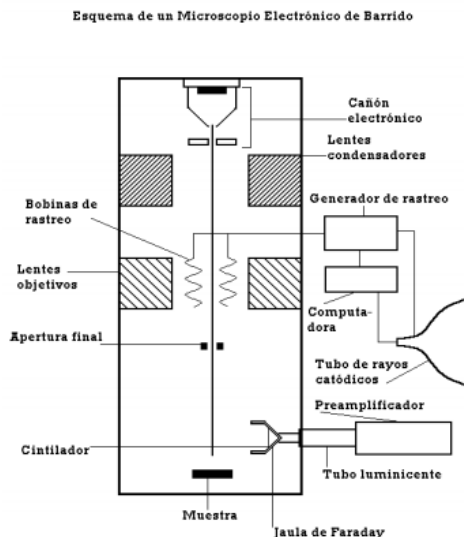 Esquema de un Microscopio Electrónico de Barrido
Cañón
electrónico
Lentes
condensadores
Bobinas de
rastreo
Generador de rastreo
Lentes
objetivos
Computa-
dora
Apertura final
Tubo de rayos
catódicos
Preamplificador
Cintilador
Tubo luminicente
Muestra
Jaula de Faraday